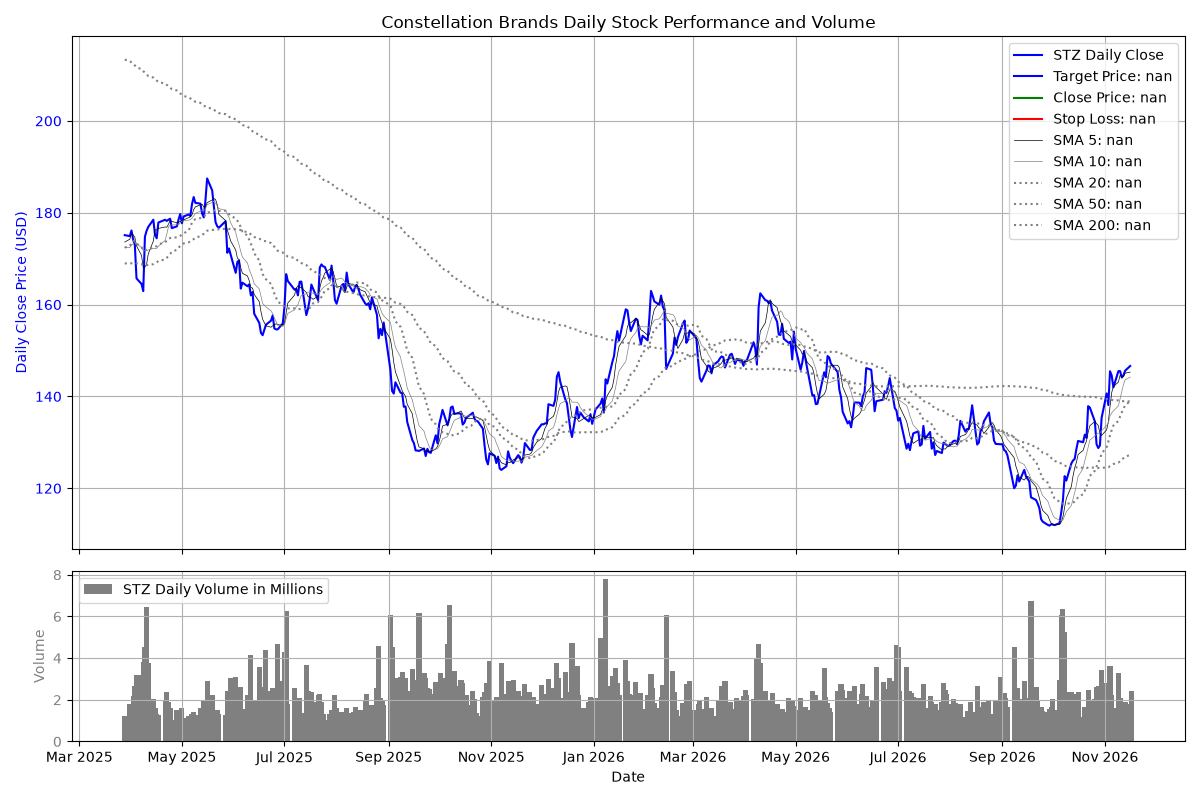 Constellation Brands Daily Stock Performance and Volume
Daily Close Price (USD)
200
180
160
140
120
STZ Daily Close
Target Price: nan
Close Price: nan
Stop Loss: nan
SMA 5: nan
SMA 10: nan
SMA 20: nan
SMA 50: nan
SMA 200: nan
Volume
8
6
4
2
0
STZ Daily Volume in Millions
Mar 2025 May 2025 Jul 2025 Sep 2025 Nov 2025 Jan 2026 Mar 2026 May 2026 Jul 2026 Sep 2026 Nov 2026
Date